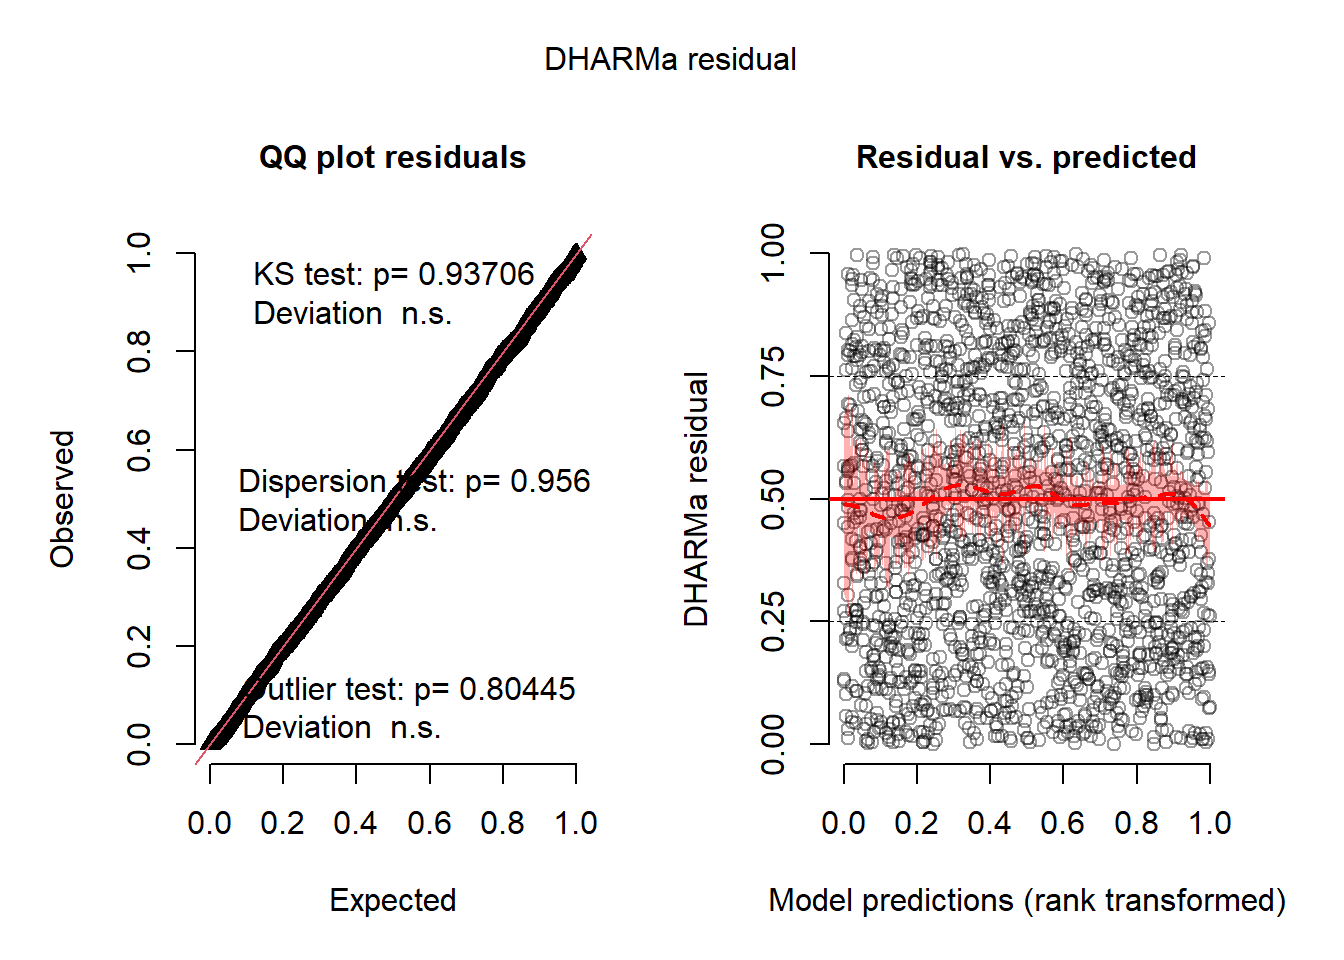 DHARMa residual
QQ plot residuals
KS test: p= 0.93706
Deviation  n.s.
Dispersion test: p= 0.956
Deviation n.s.
Outlier test: p= 0.80445
Deviation  n.s.
Observed
0.0 0.2 0.4 0.6 0.8 1.0
0.0 0.2 0.4 0.6 0.8 1.0
Expected
Residual vs. predicted
DHARMa residual
0.00 0.25 0.50 0.75 1.00
0.0 0.2 0.4 0.6 0.8 1.0
Model predictions (rank transformed)